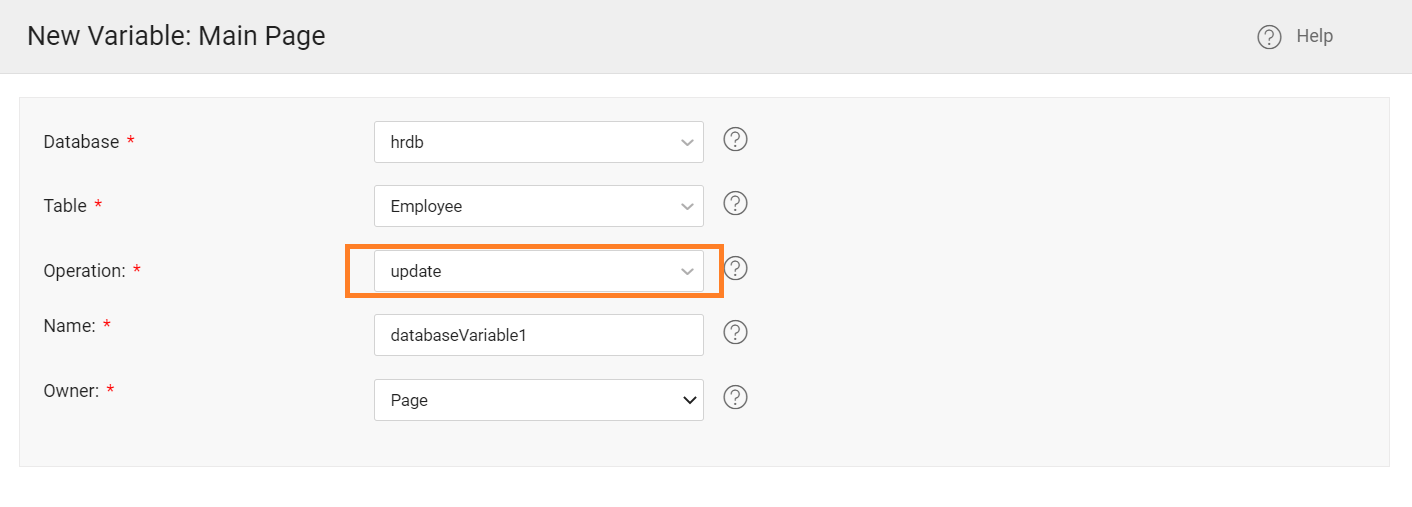 New Variable: Main Page
? Help
Database * hrdb ?
Table * Employee ?
Operation: * update ?
Name: * databaseVariable1 ?
Owner: * Page ?